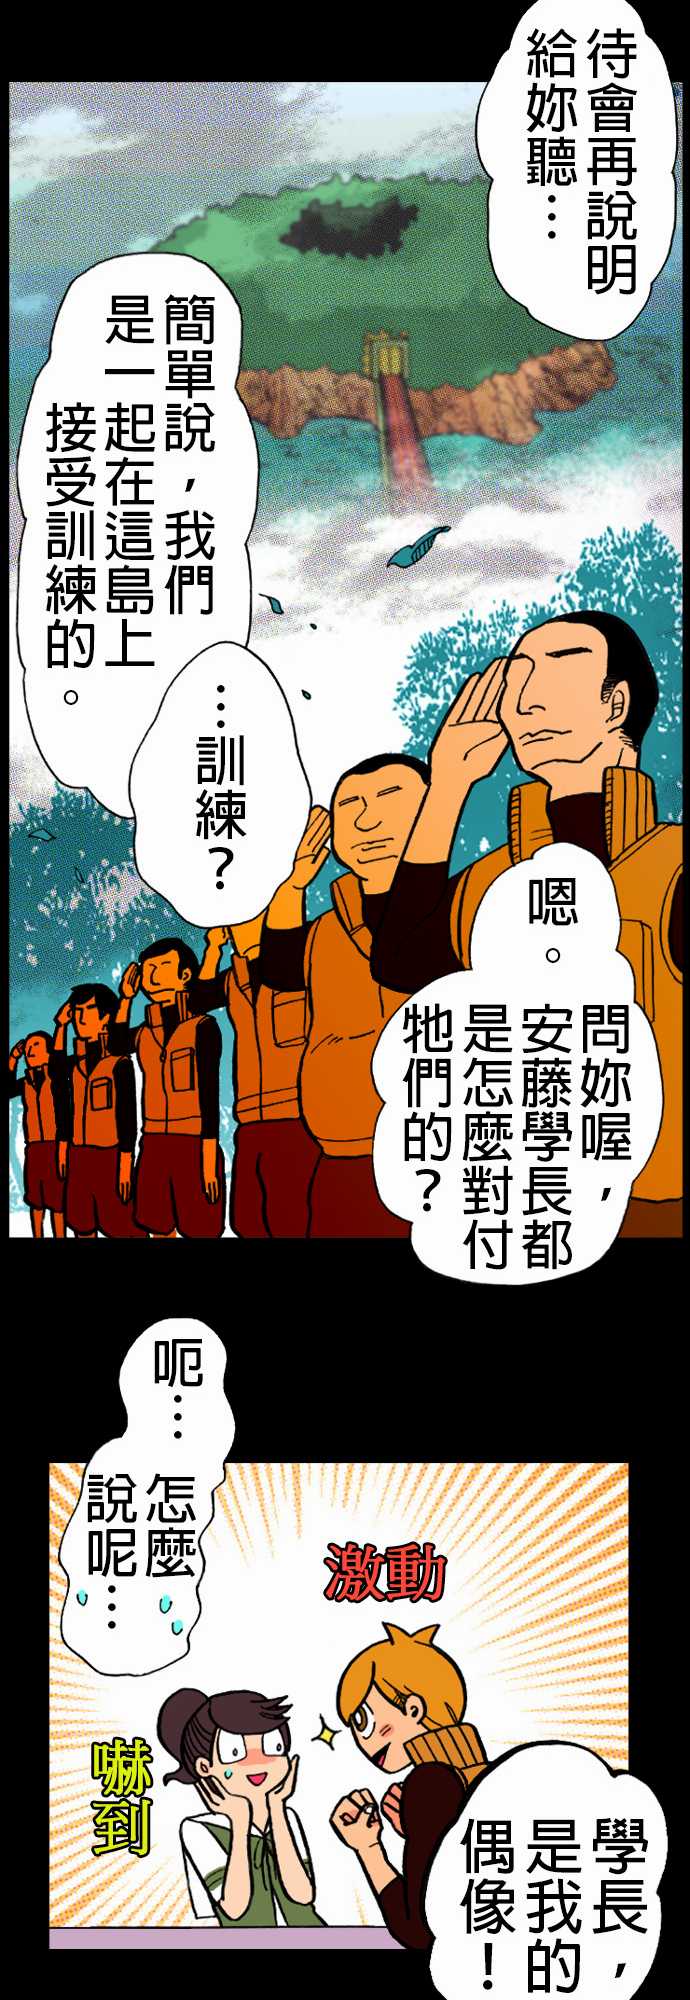 待會再說明
給妳聽…
簡單說，我們
是一起在這島上
接受訓練的。
…訓練？
嗯。
問妳喔，
安藤學長都
是怎麼對付
牠們的？
呃…
怎麼
說呢…
激動
嚇到
學長，
是我的
偶像！